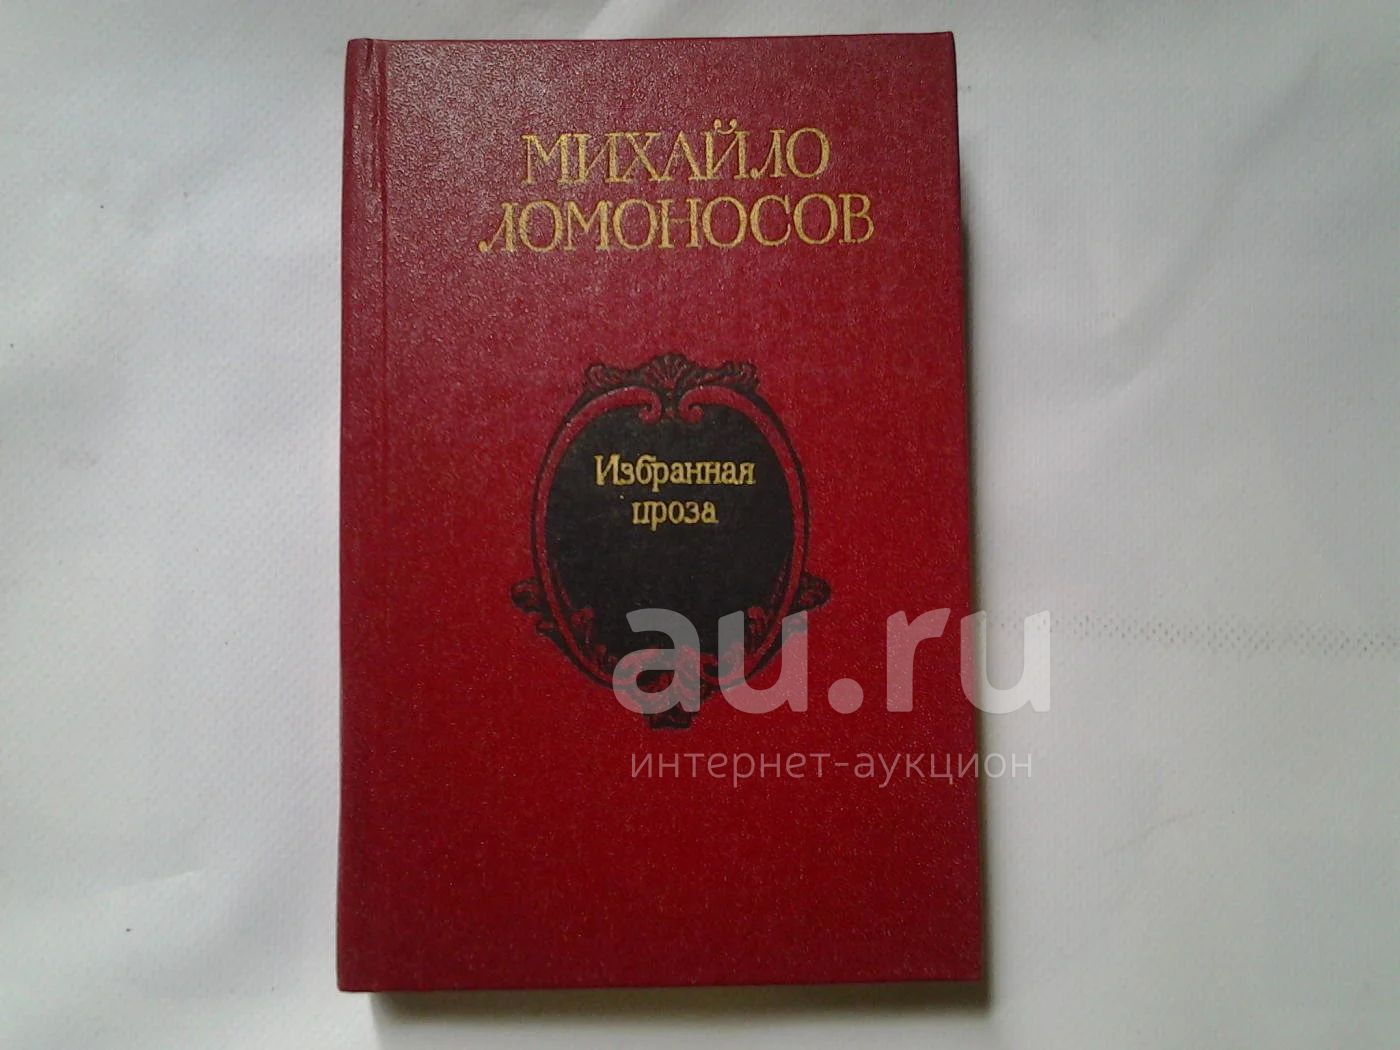 МИХАЙЛО
ЛОМОНОСОВ
Избранная
проза
au.ru
интернет-аукцион